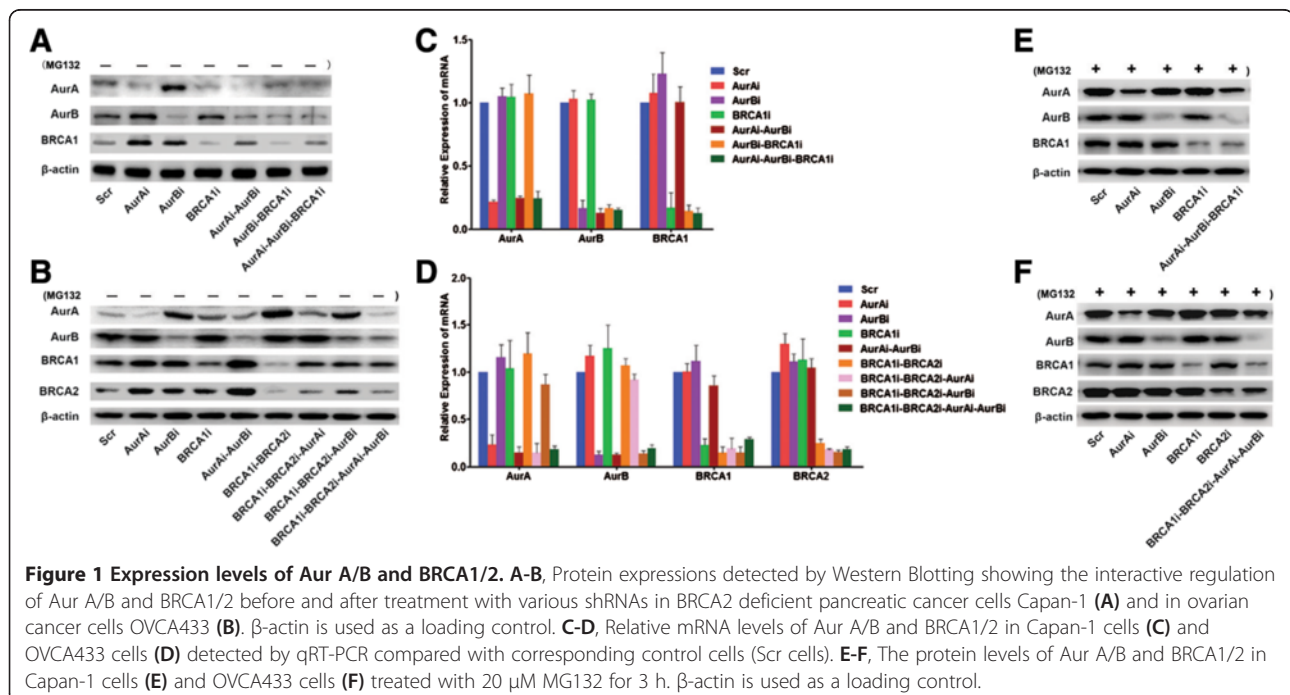 A
(MG132 − − − − − − − )
AurA
AurB
BRCA1
β-actin
Scr
AurAi
AurBi
BRCA1i
AurAi-AurBi
AurBi-BRCA1i
AurAi-AurBi-BRCA1i
B
(MG132 − − − − − − − − − )
AurA
AurB
BRCA1
BRCA2
β-actin
Scr
AurAi
AurBi
BRCA1i
AurAi-AurBi
BRCA1i-BRCA2i
BRCA1i-BRCA2i-AurAi
BRCA1i-BRCA2i-AurBi
BRCA1i-BRCA2i-AurAi-AurBi
C
Relative Expression of mRNA
1.5
1.0
0.5
0.0
AurA
AurB
BRCA1
Scr
AurAi
AurBi
BRCA1i
AurAi-AurBi
AurBi-BRCA1i
AurAi-AurBi-BRCA1i
D
Relative Expression of mRNA
2.0
1.5
1.0
0.5
0.0
AurA
AurB
BRCA1
BRCA2
Scr
AurAi
AurBi
BRCA1i
AurAi-AurBi
BRCA1i-BRCA2i
BRCA1i-BRCA2i-AurAi
BRCA1i-BRCA2i-AurBi
BRCA1i-BRCA2i-AurAi-AurBi
E
(MG132 + + + + + )
AurA
AurB
BRCA1
β-actin
Scr
AurAi
AurBi
BRCA1i
AurAi-AurBi-BRCA1i
F
(MG132 + + + + + + )
AurA
AurB
BRCA1
BRCA2
β-actin
Scr
AurAi
AurBi
BRCA1i
BRCA2i
BRCA1i-BRCA2i-AurAi-AurBi
Figure 1 Expression levels of Aur A/B and BRCA1/2. A-B, Protein expressions detected by Western Blotting showing the interactive regulation
of Aur A/B and BRCA1/2 before and after treatment with various shRNAs in BRCA2 deficient pancreatic cancer cells Capan-1 (A) and in ovarian
cancer cells OVCA433 (B). β-actin is used as a loading control. C-D, Relative mRNA levels of Aur A/B and BRCA1/2 in Capan-1 cells (C) and
OVCA433 cells (D) detected by qRT-PCR compared with corresponding control cells (Scr cells). E-F, The protein levels of Aur A/B and BRCA1/2 in
Capan-1 cells (E) and OVCA433 cells (F) treated with 20 μM MG132 for 3 h. β-actin is used as a loading control.